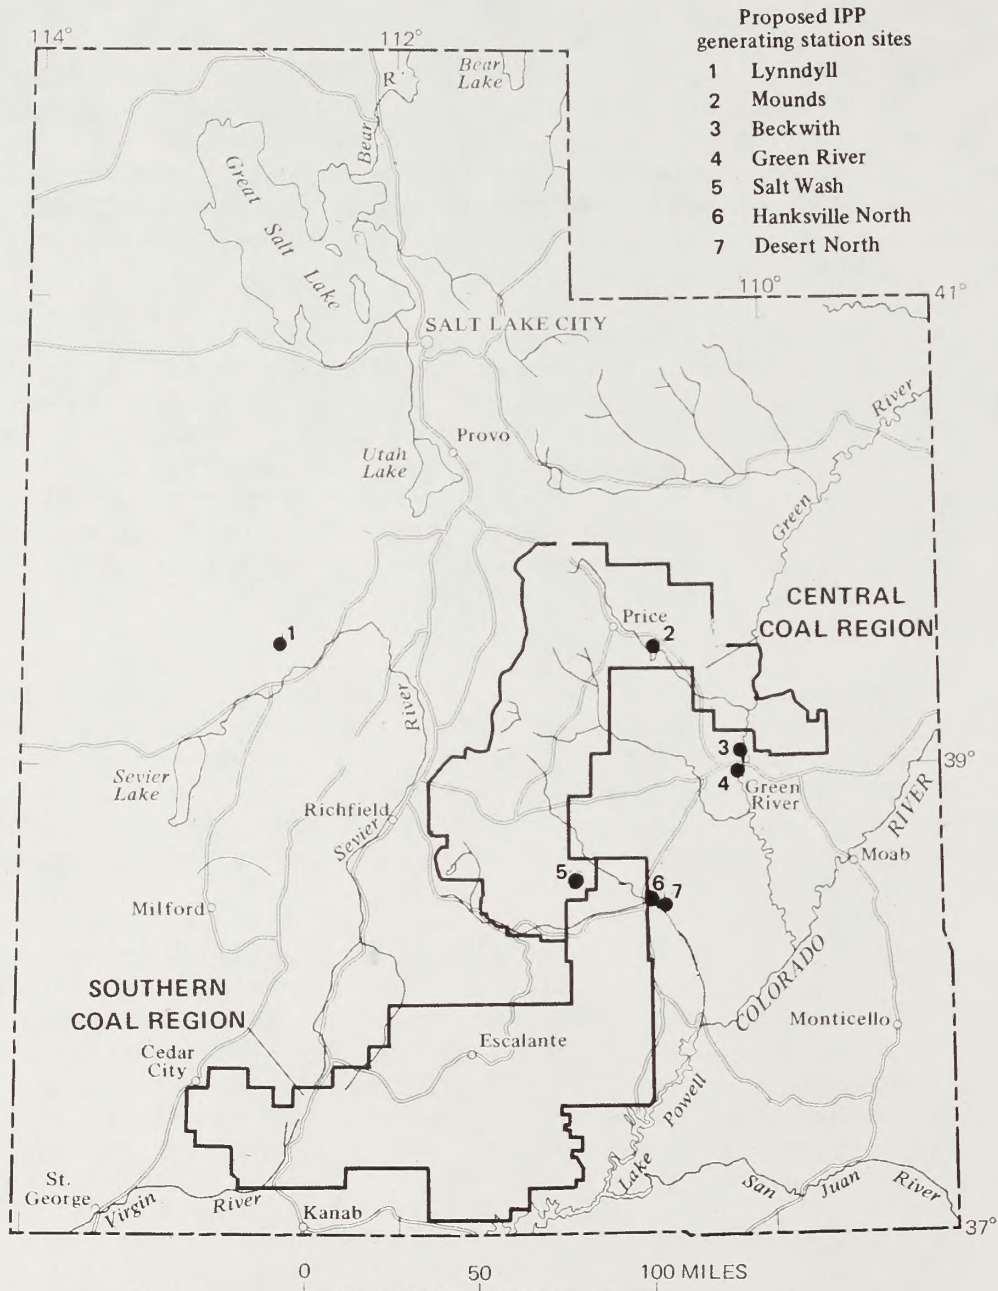 Proposed IPP
generating station sites
1 Lynndyll
2 Mounds
3 Beckwith
4 Green River
5 Salt Wash
6 Hanksville North
7 Desert North
114°
112°
Bear
Lake
R
Bear
Great
Salt
Lake
110°
41°
SALT LAKE CITY
River
Provo
Utah
Lake
Green
CENTRAL
COAL REGION
Price
1
2
River
3
39°
4
Green
River
Sevier
Lake
RIVER
Richfield
Sevier
Moab
5
6
7
Milford
COLORADO
SOUTHERN
COAL REGION
Monticello
Escalante
Cedar
City
Powell
Lake
St.
George
Virgin
River
San
Juan
River
Kanab
37°
0 50 100 MILES